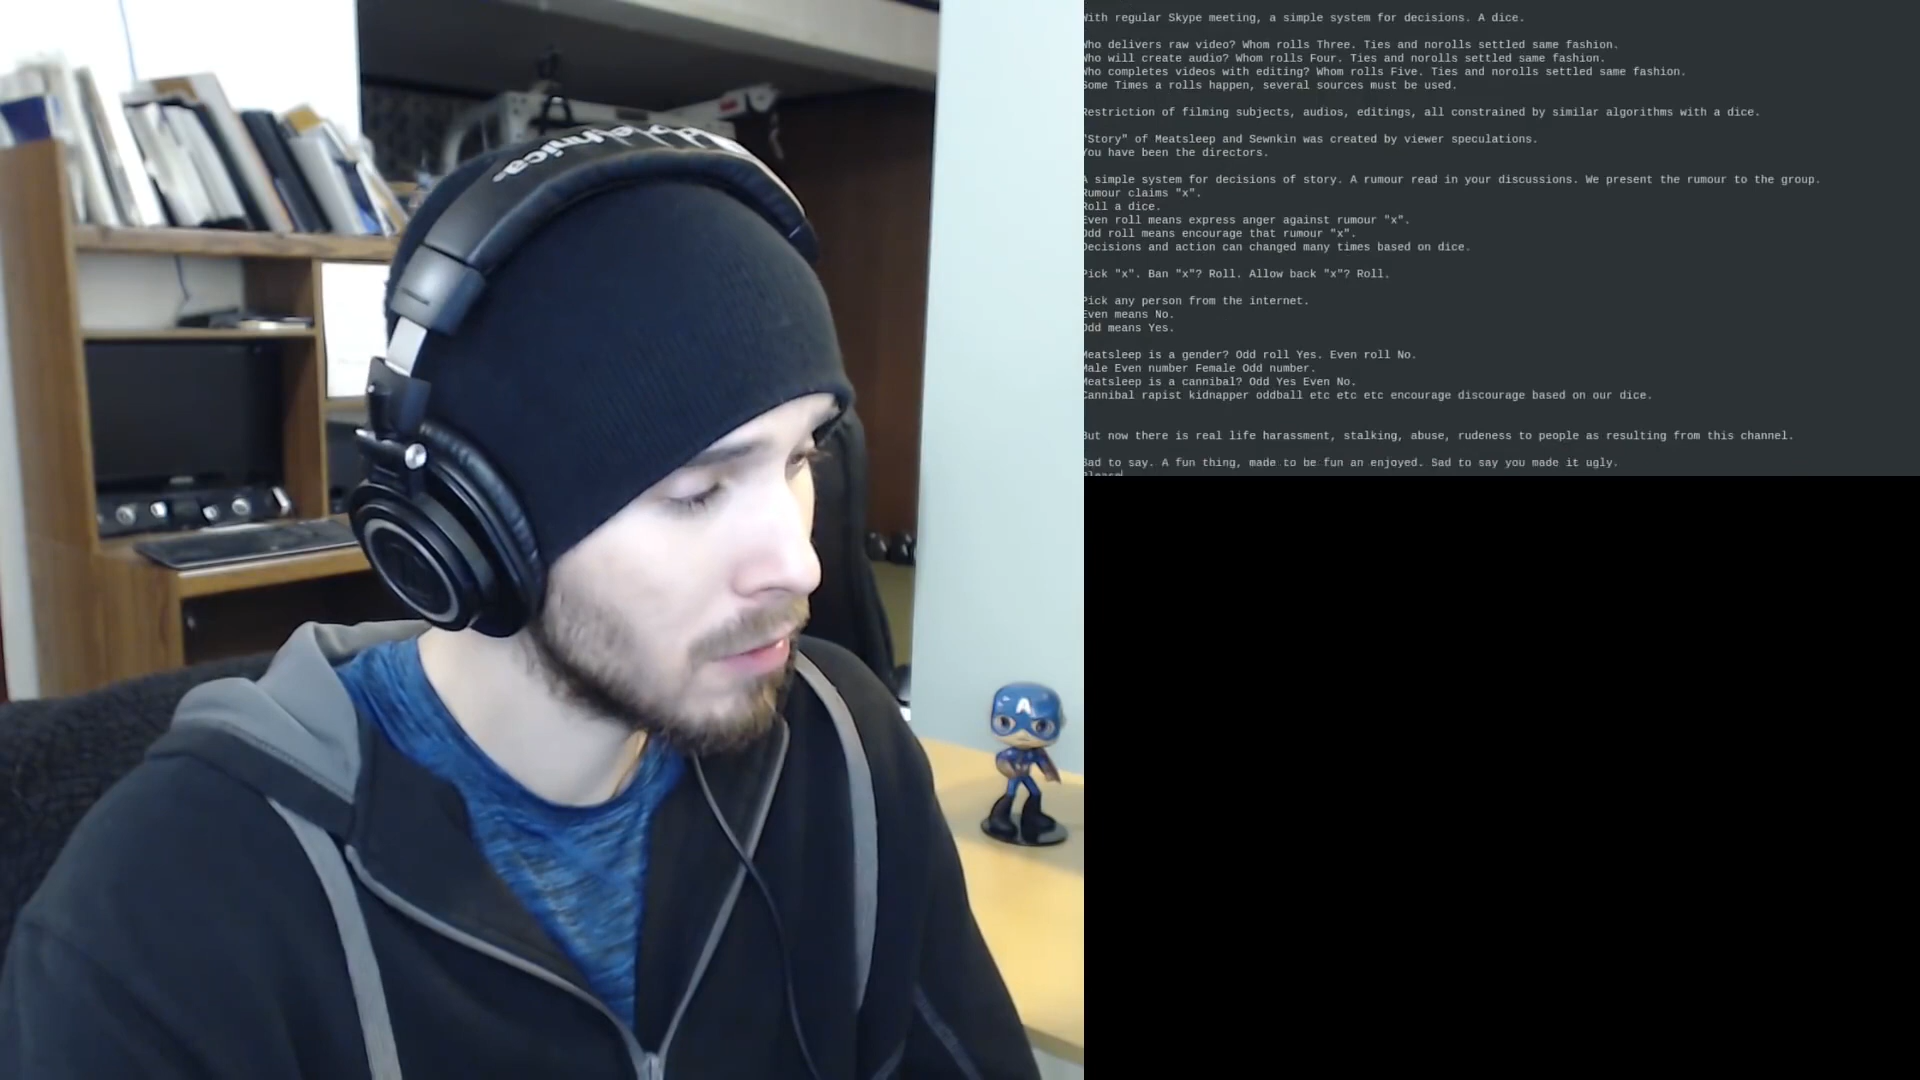 With regular Skype meeting, a simple system for decisions. A dice.
Who delivers raw video? Whom rolls Three. Ties and norolls settled same fashion.
Who will create audio? Whom rolls Four. Ties and norolls settled same fashion.
Who completes videos with editing? Whom rolls Five. Ties and norolls settled same fashion.
Some Times a rolls happen, several sources must be used.
Restriction of filming subjects, audios, editings, all constrained by similar algorithms with a dice.
"Story" of Meatsleep and Sewnkin was created by viewer speculations.
You have been the directors.
A simple system for decisions of story. A rumour read in your discussions. We present the rumour to the group.
Rumour claims "x".
Roll a dice.
Even roll means express anger against rumour "x".
Odd roll means encourage that rumour "x".
Decisions and action can changed many times based on dice.
Pick "x". Ban "x"? Roll. Allow back "x"? Roll.
Pick any person from the internet.
Even means No.
Odd means Yes.
Meatsleep is a gender? Odd roll Yes. Even roll No.
Male Even number Female Odd number.
Meatsleep is a cannibal? Odd Yes Even No.
Cannibal rapist kidnapper oddball etc etc etc encourage discourage based on our dice.
But now there is real life harassment, stalking, abuse, rudeness to people as resulting from this channel.
Sad to say. A fun thing, made to be fun an enjoyed. Sad to say you made it ugly.
Please
audio-technica
A